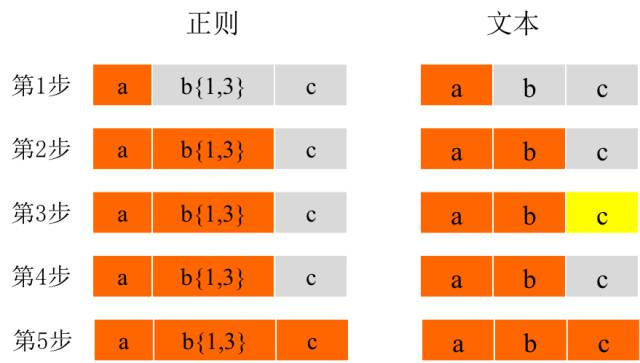 正则 文本
第1步 a b{1,3} c a b c
第2步 a b{1,3} c a b c
第3步 a b{1,3} c a b c
第4步 a b{1,3} c a b c
第5步 a b{1,3} c a b c